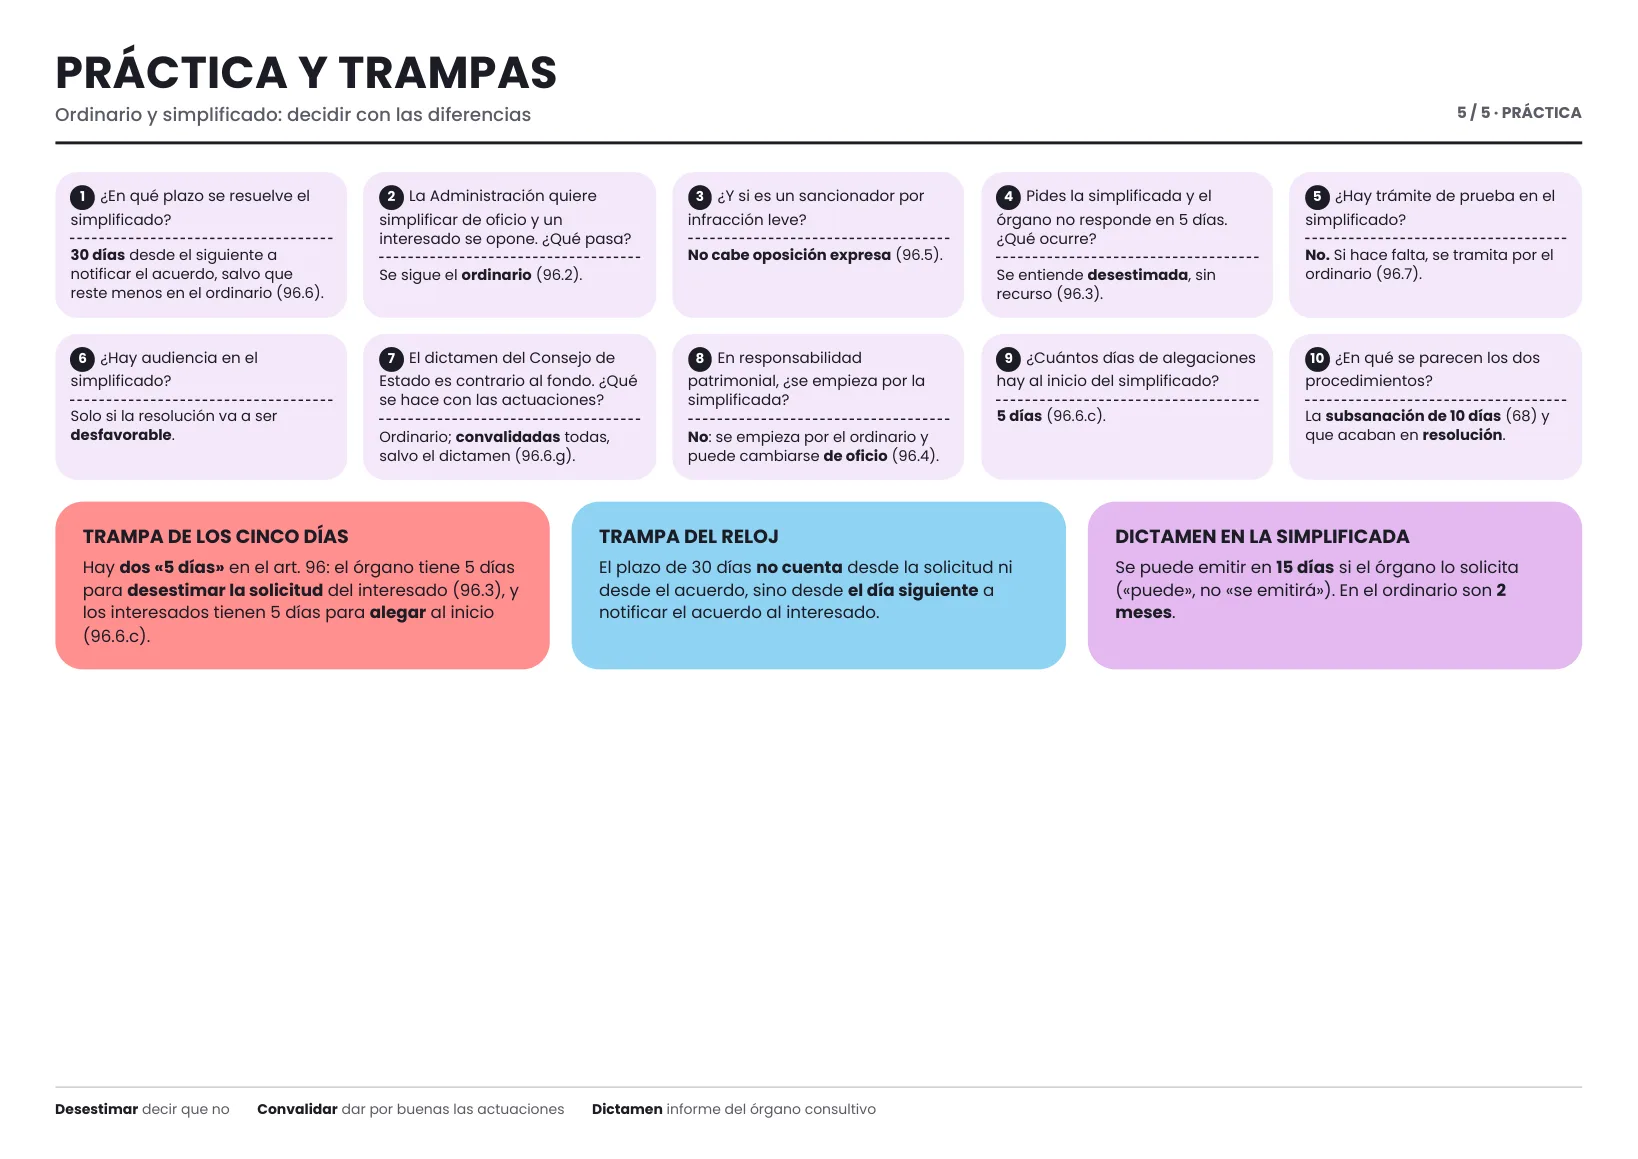 PRÁCTICA Y TRAMPAS
Ordinario y simplificado: decidir con las diferencias
5 / 5 · PRÁCTICA
1 ¿En qué plazo se resuelve el
simplificado?
30 días desde el siguiente a
notificar el acuerdo, salvo que
reste menos en el ordinario (96.6).
2 La Administración quiere
simplificar de oficio y un
interesado se opone. ¿Qué pasa?
Se sigue el ordinario (96.2).
3 ¿Y si es un sancionador por
infracción leve?
No cabe oposición expresa (96.5).
4 Pides la simplificada y el
órgano no responde en 5 días.
¿Qué ocurre?
Se entiende desestimada, sin
recurso (96.3).
5 ¿Hay trámite de prueba en el
simplificado?
No. Si hace falta, se tramita por el
ordinario (96.7).
6 ¿Hay audiencia en el
simplificado?
Solo si la resolución va a ser
desfavorable.
7 El dictamen del Consejo de
Estado es contrario al fondo. ¿Qué
se hace con las actuaciones?
Ordinario; convalidadas todas,
salvo el dictamen (96.6.g).
8 En responsabilidad
patrimonial, ¿se empieza por la
simplificada?
No: se empieza por el ordinario y
puede cambiarse de oficio (96.4).
9 ¿Cuántos días de alegaciones
hay al inicio del simplificado?
5 días (96.6.c).
10 ¿En qué se parecen los dos
procedimientos?
La subsanación de 10 días (68) y
que acaban en resolución.
TRAMPA DE LOS CINCO DÍAS
Hay dos «5 días» en el art. 96: el órgano tiene 5 días
para desestimar la solicitud del interesado (96.3), y
los interesados tienen 5 días para alegar al inicio
(96.6.c).
TRAMPA DEL RELOJ
El plazo de 30 días no cuenta desde la solicitud ni
desde el acuerdo, sino desde el día siguiente a
notificar el acuerdo al interesado.
DICTAMEN EN LA SIMPLIFICADA
Se puede emitir en 15 días si el órgano lo solicita
(«puede», no «se emitirá»). En el ordinario son 2
meses.
Desestimar decir que no Convalidar dar por buenas las actuaciones Dictamen informe del órgano consultivo